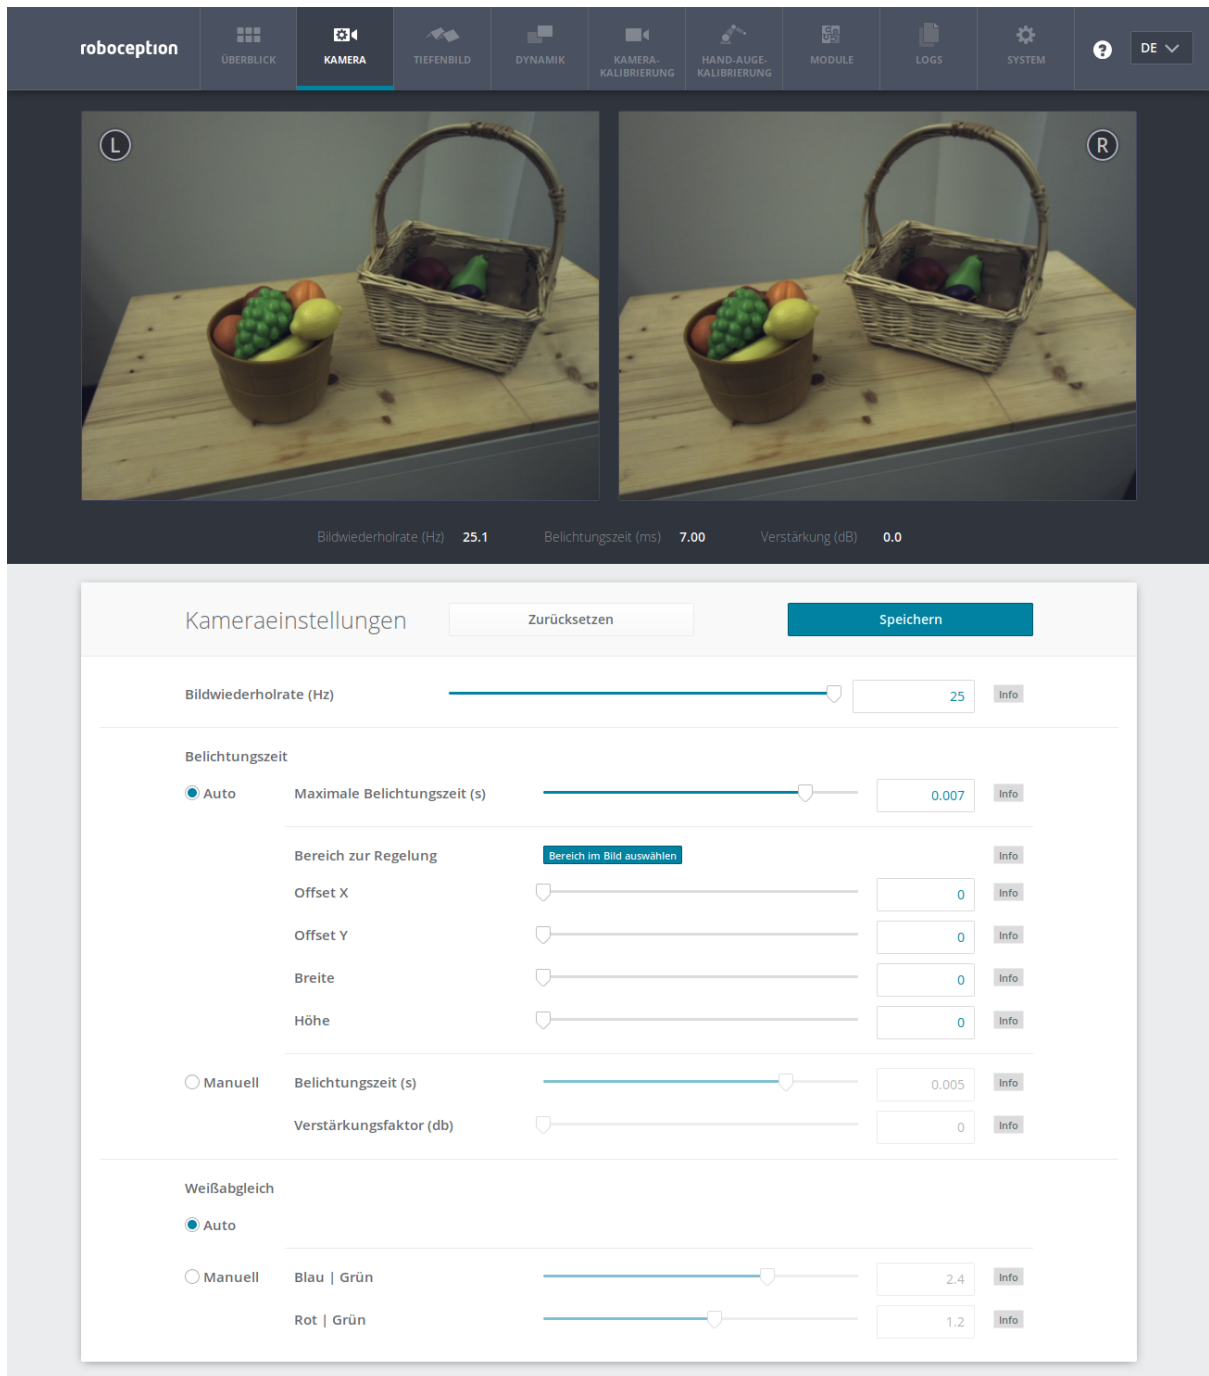 roboception
ÜBERBLICK
KAMERA
TIEFENBILD
DYNAMIK
KAMERA-
KALIBRIERUNG
HAND-AUGE-
KALIBRIERUNG
MODULE
LOGS
SYSTEM
?
DE
L
R
Bildwiederholrate (Hz) 25.1 Belichtungszeit (ms) 7.00 Verstärkung (dB) 0.0
Kameraeinstellungen Zurücksetzen Speichern
Bildwiederholrate (Hz) 25 Info
Belichtungszeit
Auto Maximale Belichtungszeit (s) 0.007 Info
Bereich zur Regelung Bereich im Bild auswählen Info
Offset X 0 Info
Offset Y 0 Info
Breite 0 Info
Höhe 0 Info
Manuell Belichtungszeit (s) 0.005 Info
Verstärkungsfaktor (db) 0 Info
Weißabgleich
Auto
Manuell Blau | Grün 2.4 Info
Rot | Grün 1.2 Info